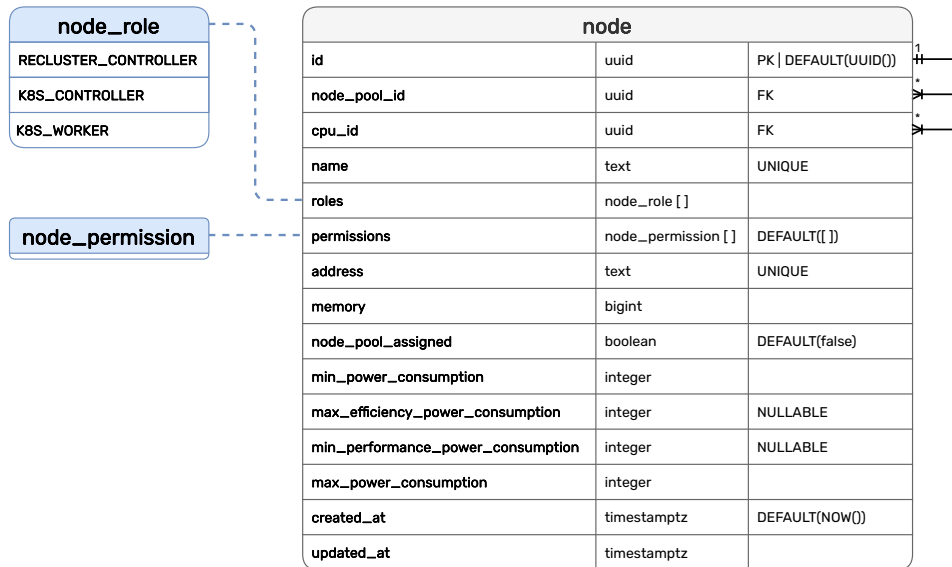 node_role
RECLUSTER_CONTROLLER
K8S_CONTROLLER
K8S_WORKER
node_permission
node
id uuid PK | DEFAULT(UUID())
1
node_pool_id uuid FK
*
cpu_id uuid FK
*
name text UNIQUE
roles node_role [ ]
permissions node_permission [ ] DEFAULT([ ])
address text UNIQUE
memory bigint
node_pool_assigned boolean DEFAULT(false)
min_power_consumption integer
max_efficiency_power_consumption integer NULLABLE
min_performance_power_consumption integer NULLABLE
max_power_consumption integer
created_at timestamptz DEFAULT(NOW())
updated_at timestamptz